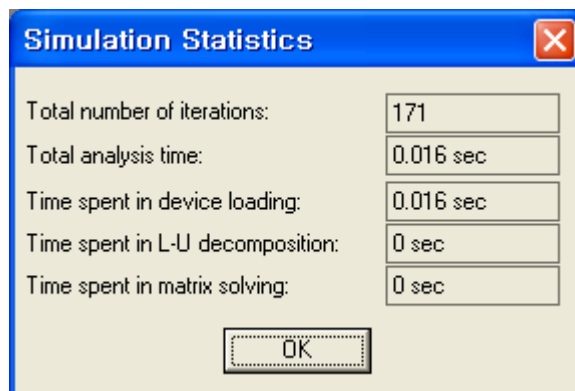 Simulation Statistics
Total number of iterations: 171
Total analysis time: 0.016 sec
Time spent in device loading: 0.016 sec
Time spent in L-U decomposition: 0 sec
Time spent in matrix solving: 0 sec
OK